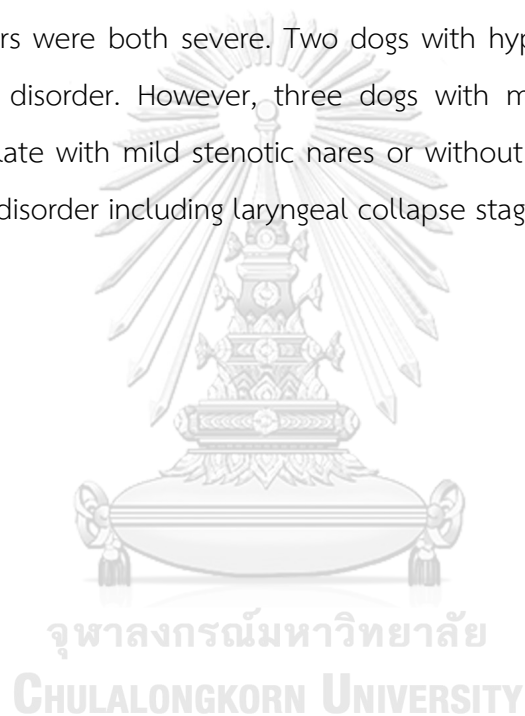 rs were both severe. Two dogs with hyp
disorder. However, three dogs with m
late with mild stenotic nares or without
disorder including laryngeal collapse stag
จุฬาลงกรณ์มหาวิทยาลัย
CHULALONGKORN UNIVERSITY